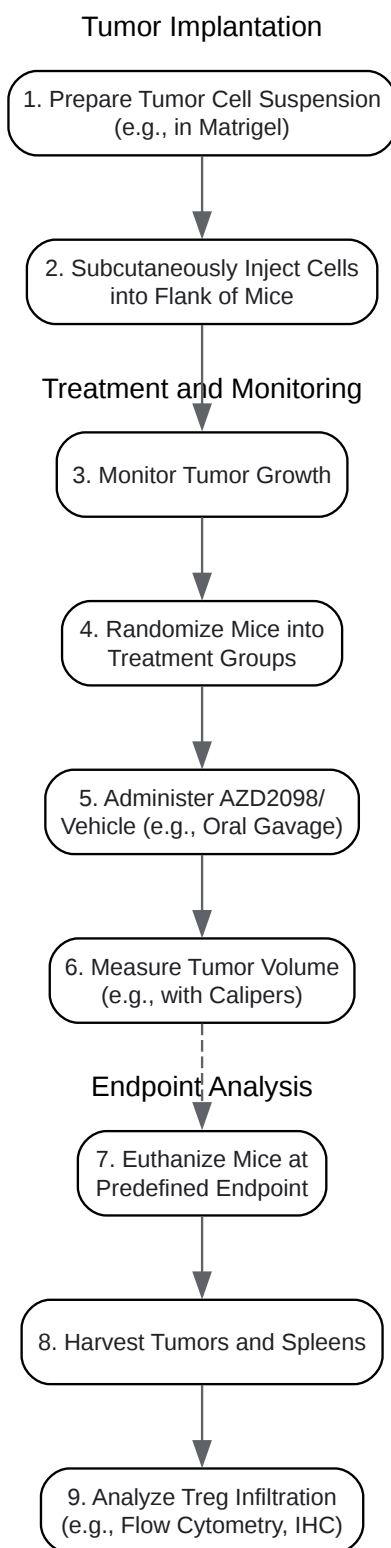 Tumor Implantation
1. Prepare Tumor Cell Suspension
(e.g., in Matrigel)
2. Subcutaneously Inject Cells
into Flank of Mice
Treatment and Monitoring
3. Monitor Tumor Growth
4. Randomize Mice into
Treatment Groups
5. Administer AZD2098/
Vehicle (e.g., Oral Gavage)
6. Measure Tumor Volume
(e.g., with Calipers)
Endpoint Analysis
7. Euthanize Mice at
Predefined Endpoint
8. Harvest Tumors and Spleens
9. Analyze Treg Infiltration
(e.g., Flow Cytometry, IHC)